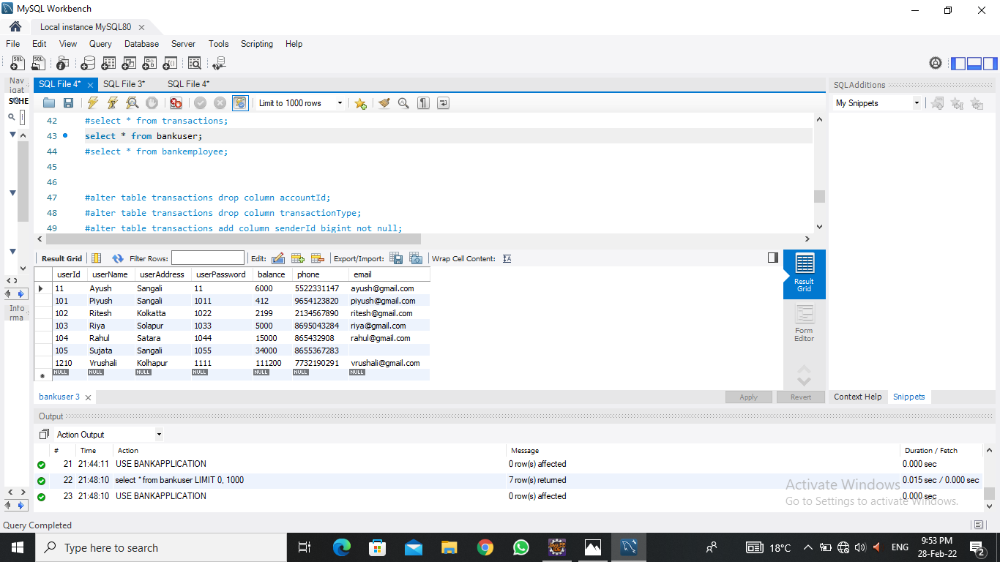 MySQL Workbench
Local instance MySQL80
File Edit View Query Database Server Tools Scripting Help
Nav
igat
SCHE
SQL File 4* SQL File 3* SQL File 4*
SQLAdditions
Limit to 1000 rows
My Snippets
42 #select * from transactions;
43 select * from bankuser;
44 #select * from bankemployee;
45
46
47 #alter table transactions drop column accountId;
48 #alter table transactions drop column transactionType;
49 #alter table transactions add column senderId bigint not null;
Result Grid Filter Rows: Edit: Export/Import: Wrap Cell Content:
userId userName userAddress userPassword balance phone email
11 Ayush Sangali 11 6000 5522331147 ayush@gmail.com
101 Piyush Sangali 1011 412 9654123820 piyush@gmail.com
102 Ritesh Kolkatta 1022 2199 2134567890 ritesh@gmail.com
103 Riya Solapur 1033 5000 8695043284 riya@gmail.com
104 Rahul Satara 1044 15000 865432908 rahul@gmail.com
105 Sujata Sangali 1055 34000 8655367283
1210 Vrushali Kolhapur 1111 111200 7732190291 vrushali@gmail.com
NULL NULL NULL NULL NULL NULL NULL
Result
Grid
Form
Editor
Info
rma
bankuser 3
Apply Revert
Context Help Snippets
Output
Action Output
# Time Action Message Duration / Fetch
21 21:44:11 USE BANKAPPLICATION 0 row(s) affected 0.000 sec
22 21:48:10 select * from bankuser LIMIT 0, 1000 7 row(s) returned 0.015 sec / 0.000 sec
23 21:48:10 USE BANKAPPLICATION 0 row(s) affected 0.000 sec
Activate Windows
Go to Settings to activate Windows.
Query Completed
Type here to search
18°C
ENG
9:53 PM
28-Feb-22
2